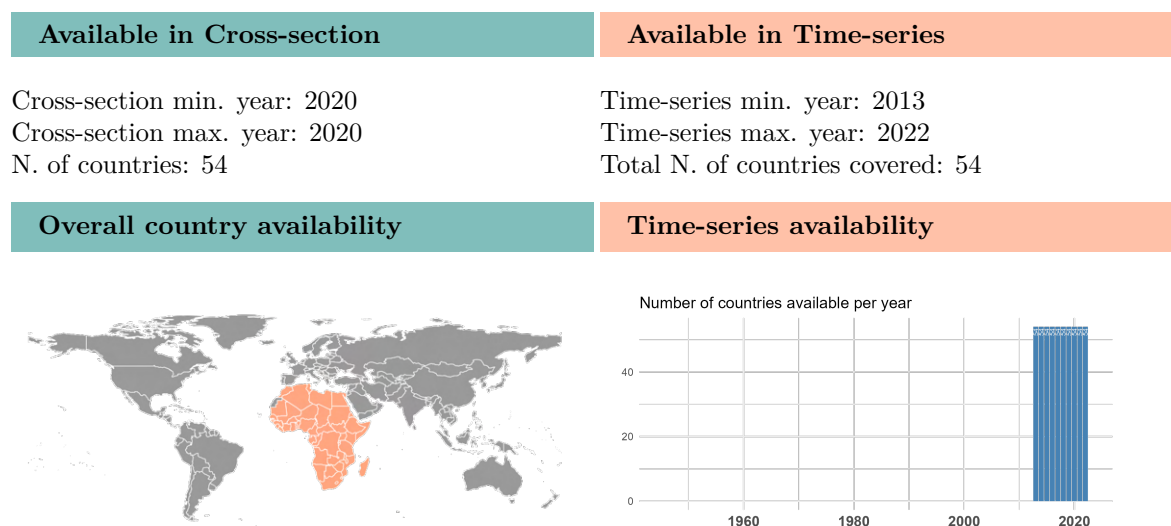 Available in Cross-section
Available in Time-series
Cross-section min. year: 2020
Cross-section max. year: 2020
N. of countries: 54
Time-series min. year: 2013
Time-series max. year: 2022
Total N. of countries covered: 54
Overall country availability
Time-series availability
Number of countries available per year
40
20
0
1960 1980 2000 2020